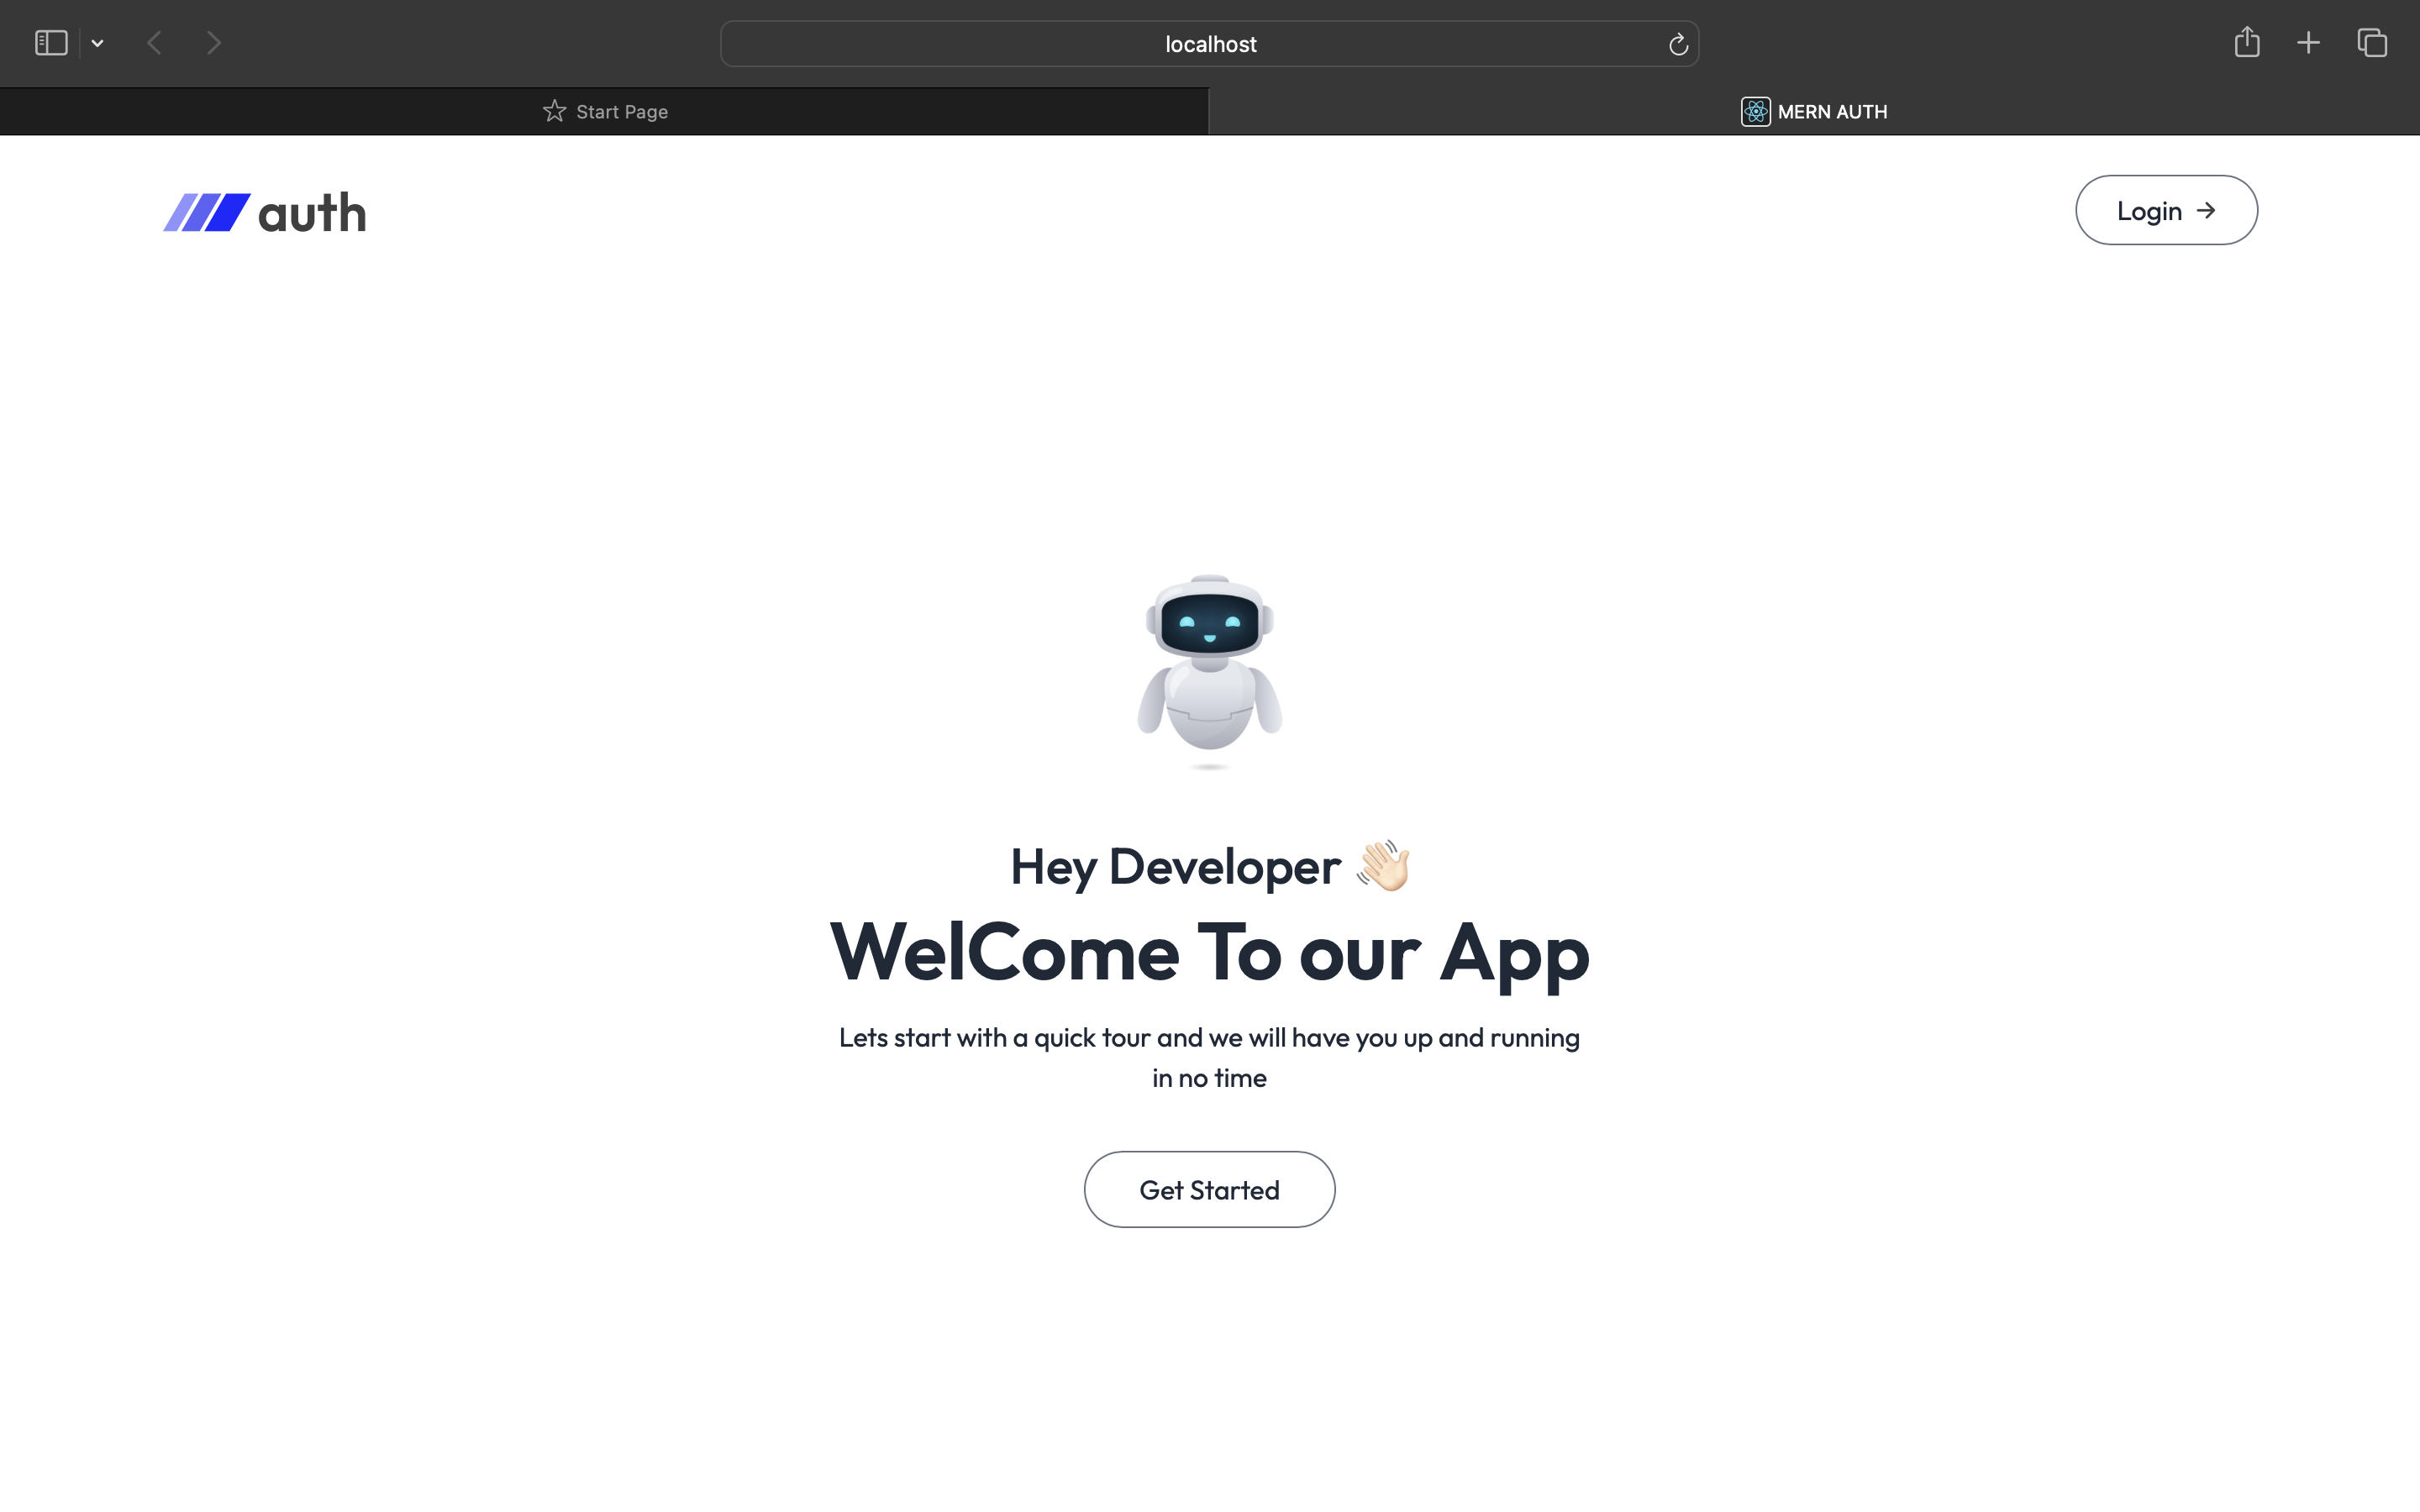 localhost
Start Page
MERN AUTH
auth
Login →
Hey Developer 👋🏻
WelCome To our App
Lets start with a quick tour and we will have you up and running
in no time
Get Started